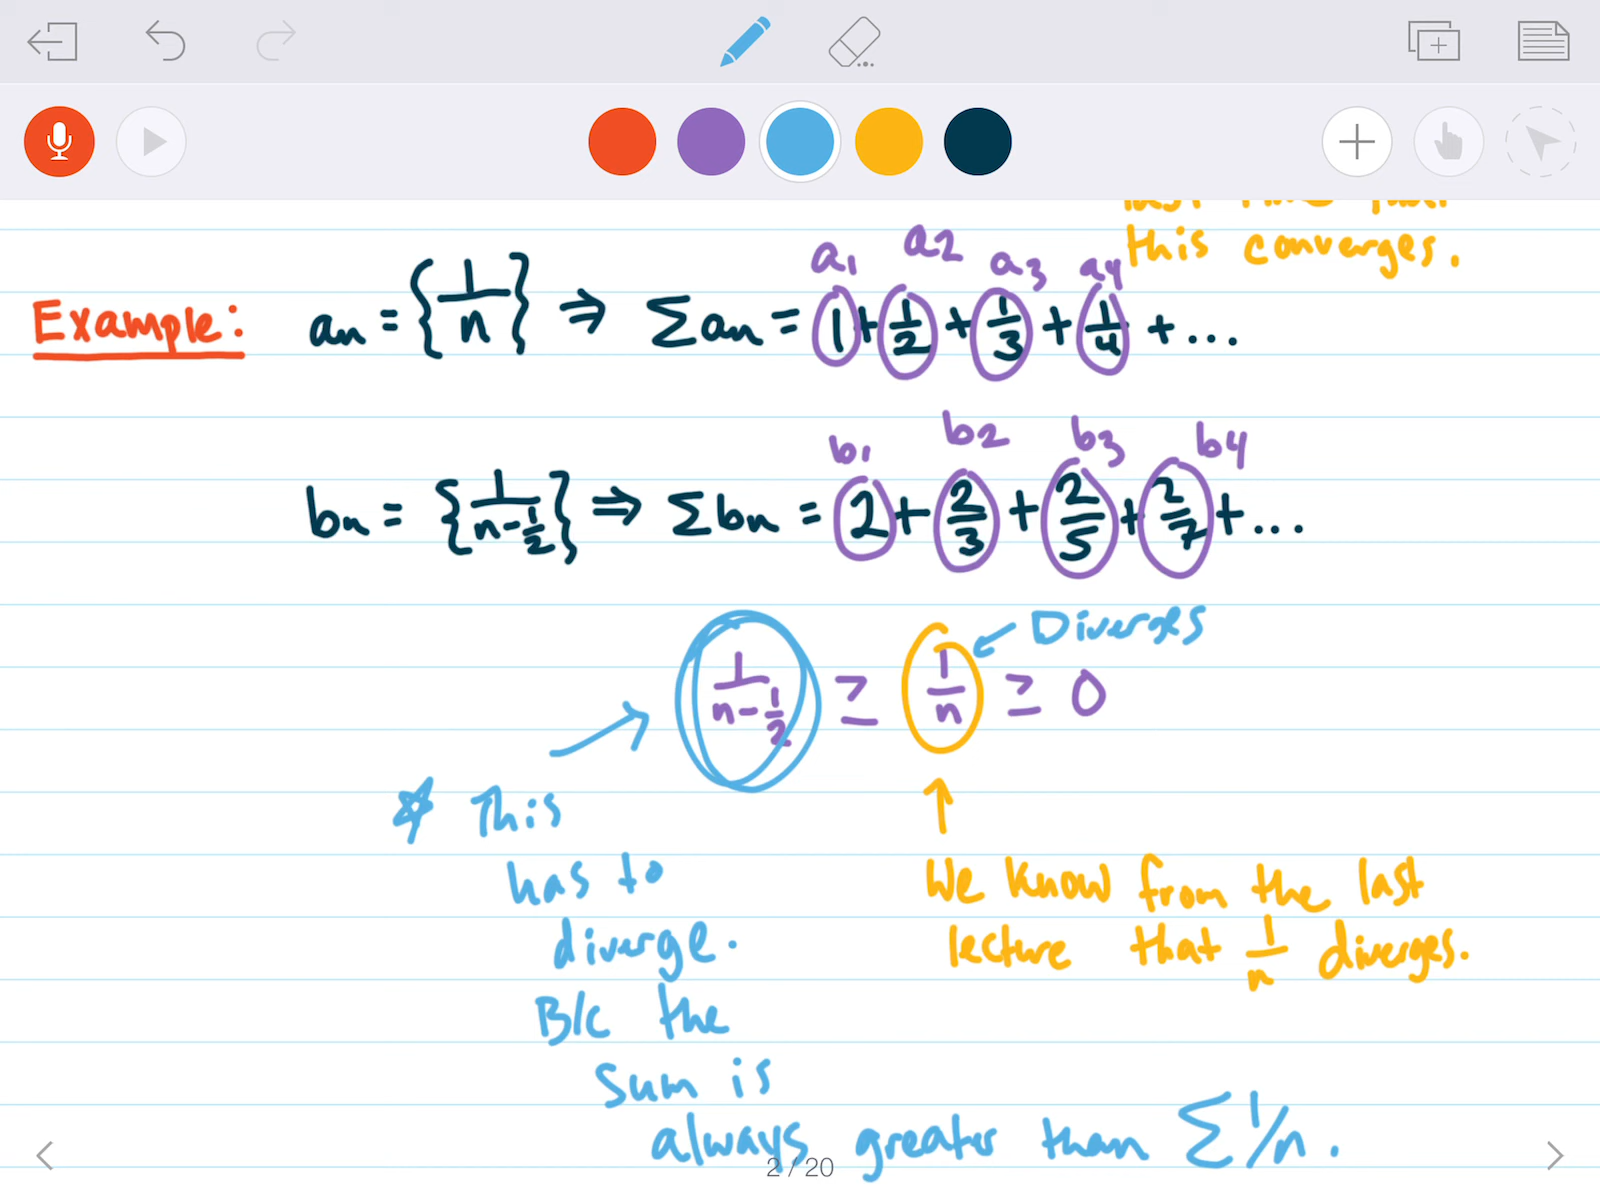 this converges.
a1 a2 a3 a4
Example: an = {1/n} ⇒ Σan = 1 + 1/2 + 1/3 + 1/4 + ...
b1 b2 b3 b4
bn = {1/(n-1/2)} ⇒ Σbn = 2 + 2/3 + 2/5 + 2/7 + ...
Diverges
1/(n-1/2) ≥ 1/n ≥ 0
* This
has to
diverge.
B/c the
sum is
always greater than Σ 1/n.
We know from the last
lecture that 1/n diverges.
2 / 20